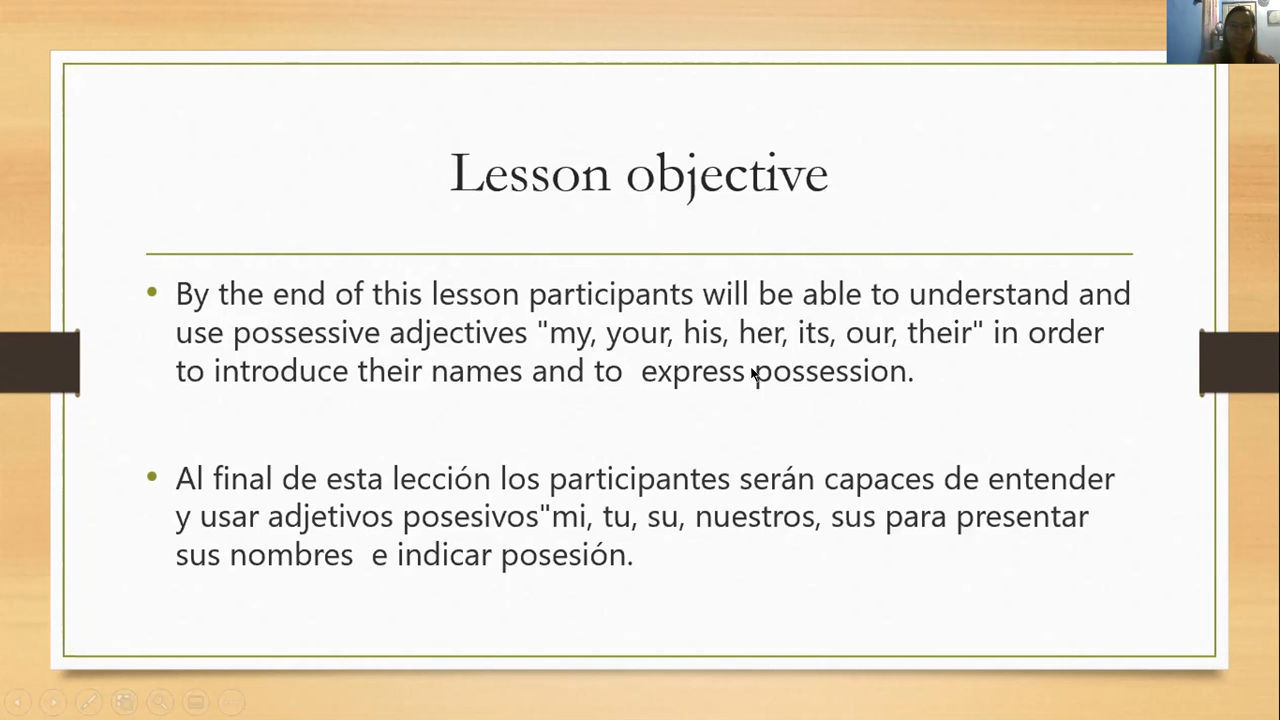 Lesson objective
• By the end of this lesson participants will be able to understand and
use possessive adjectives "my, your, his, her, its, our, their" in order
to introduce their names and to  express possession.
• Al final de esta lección los participantes serán capaces de entender
y usar adjetivos posesivos"mi, tu, su, nuestros, sus para presentar
sus nombres  e indicar posesión.